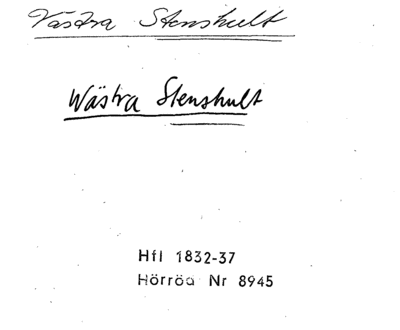 Västra Stenshult
Wästra Stenshult
Hfl 1832-37
Hörröd Nr 8945